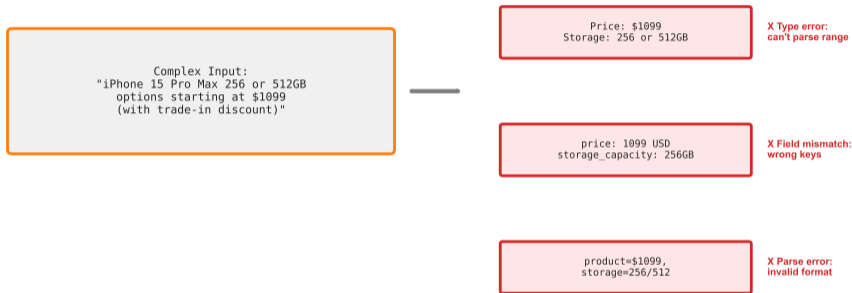 Complex Input:
"iPhone 15 Pro Max 256 or 512GB
options starting at $1099
(with trade-in discount)"
Price: $1099
Storage: 256 or 512GB
X Type error:
can't parse range
price: 1099 USD
storage_capacity: 256GB
X Field mismatch:
wrong keys
product=$1099,
storage=256/512
X Parse error:
invalid format